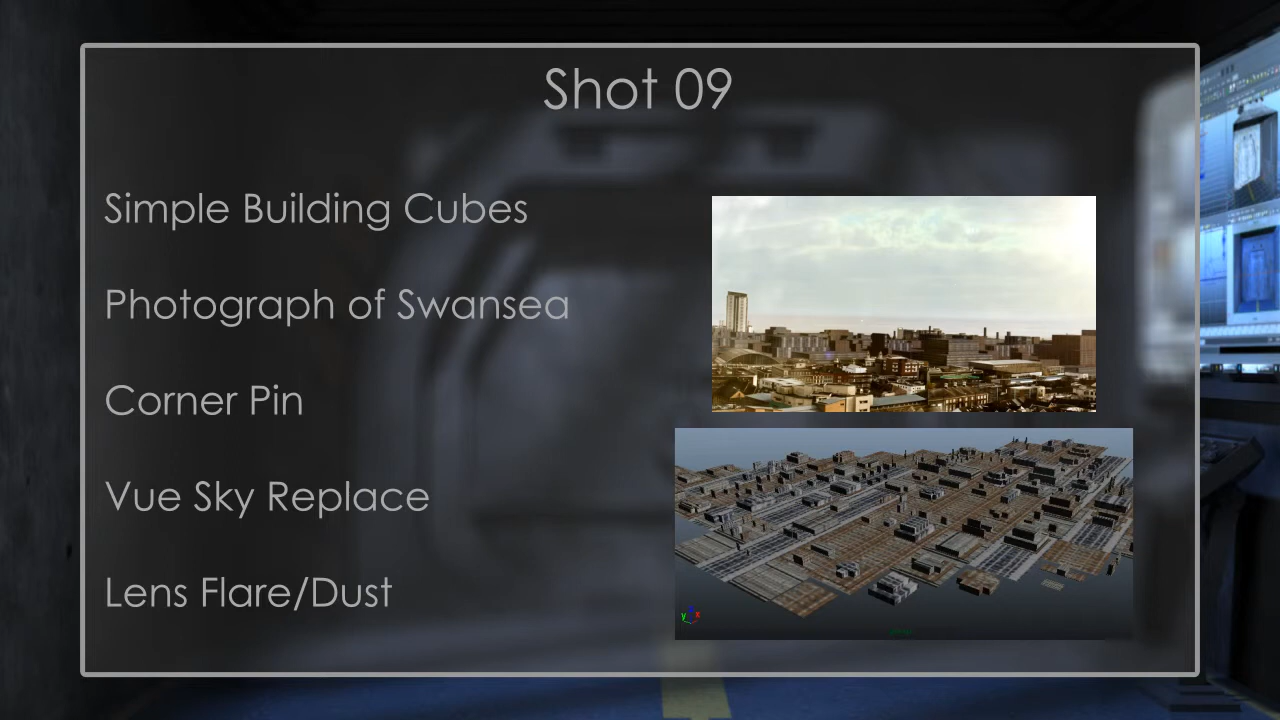 Shot 09
Simple Building Cubes
Photograph of Swansea
Corner Pin
Vue Sky Replace
Lens Flare/Dust